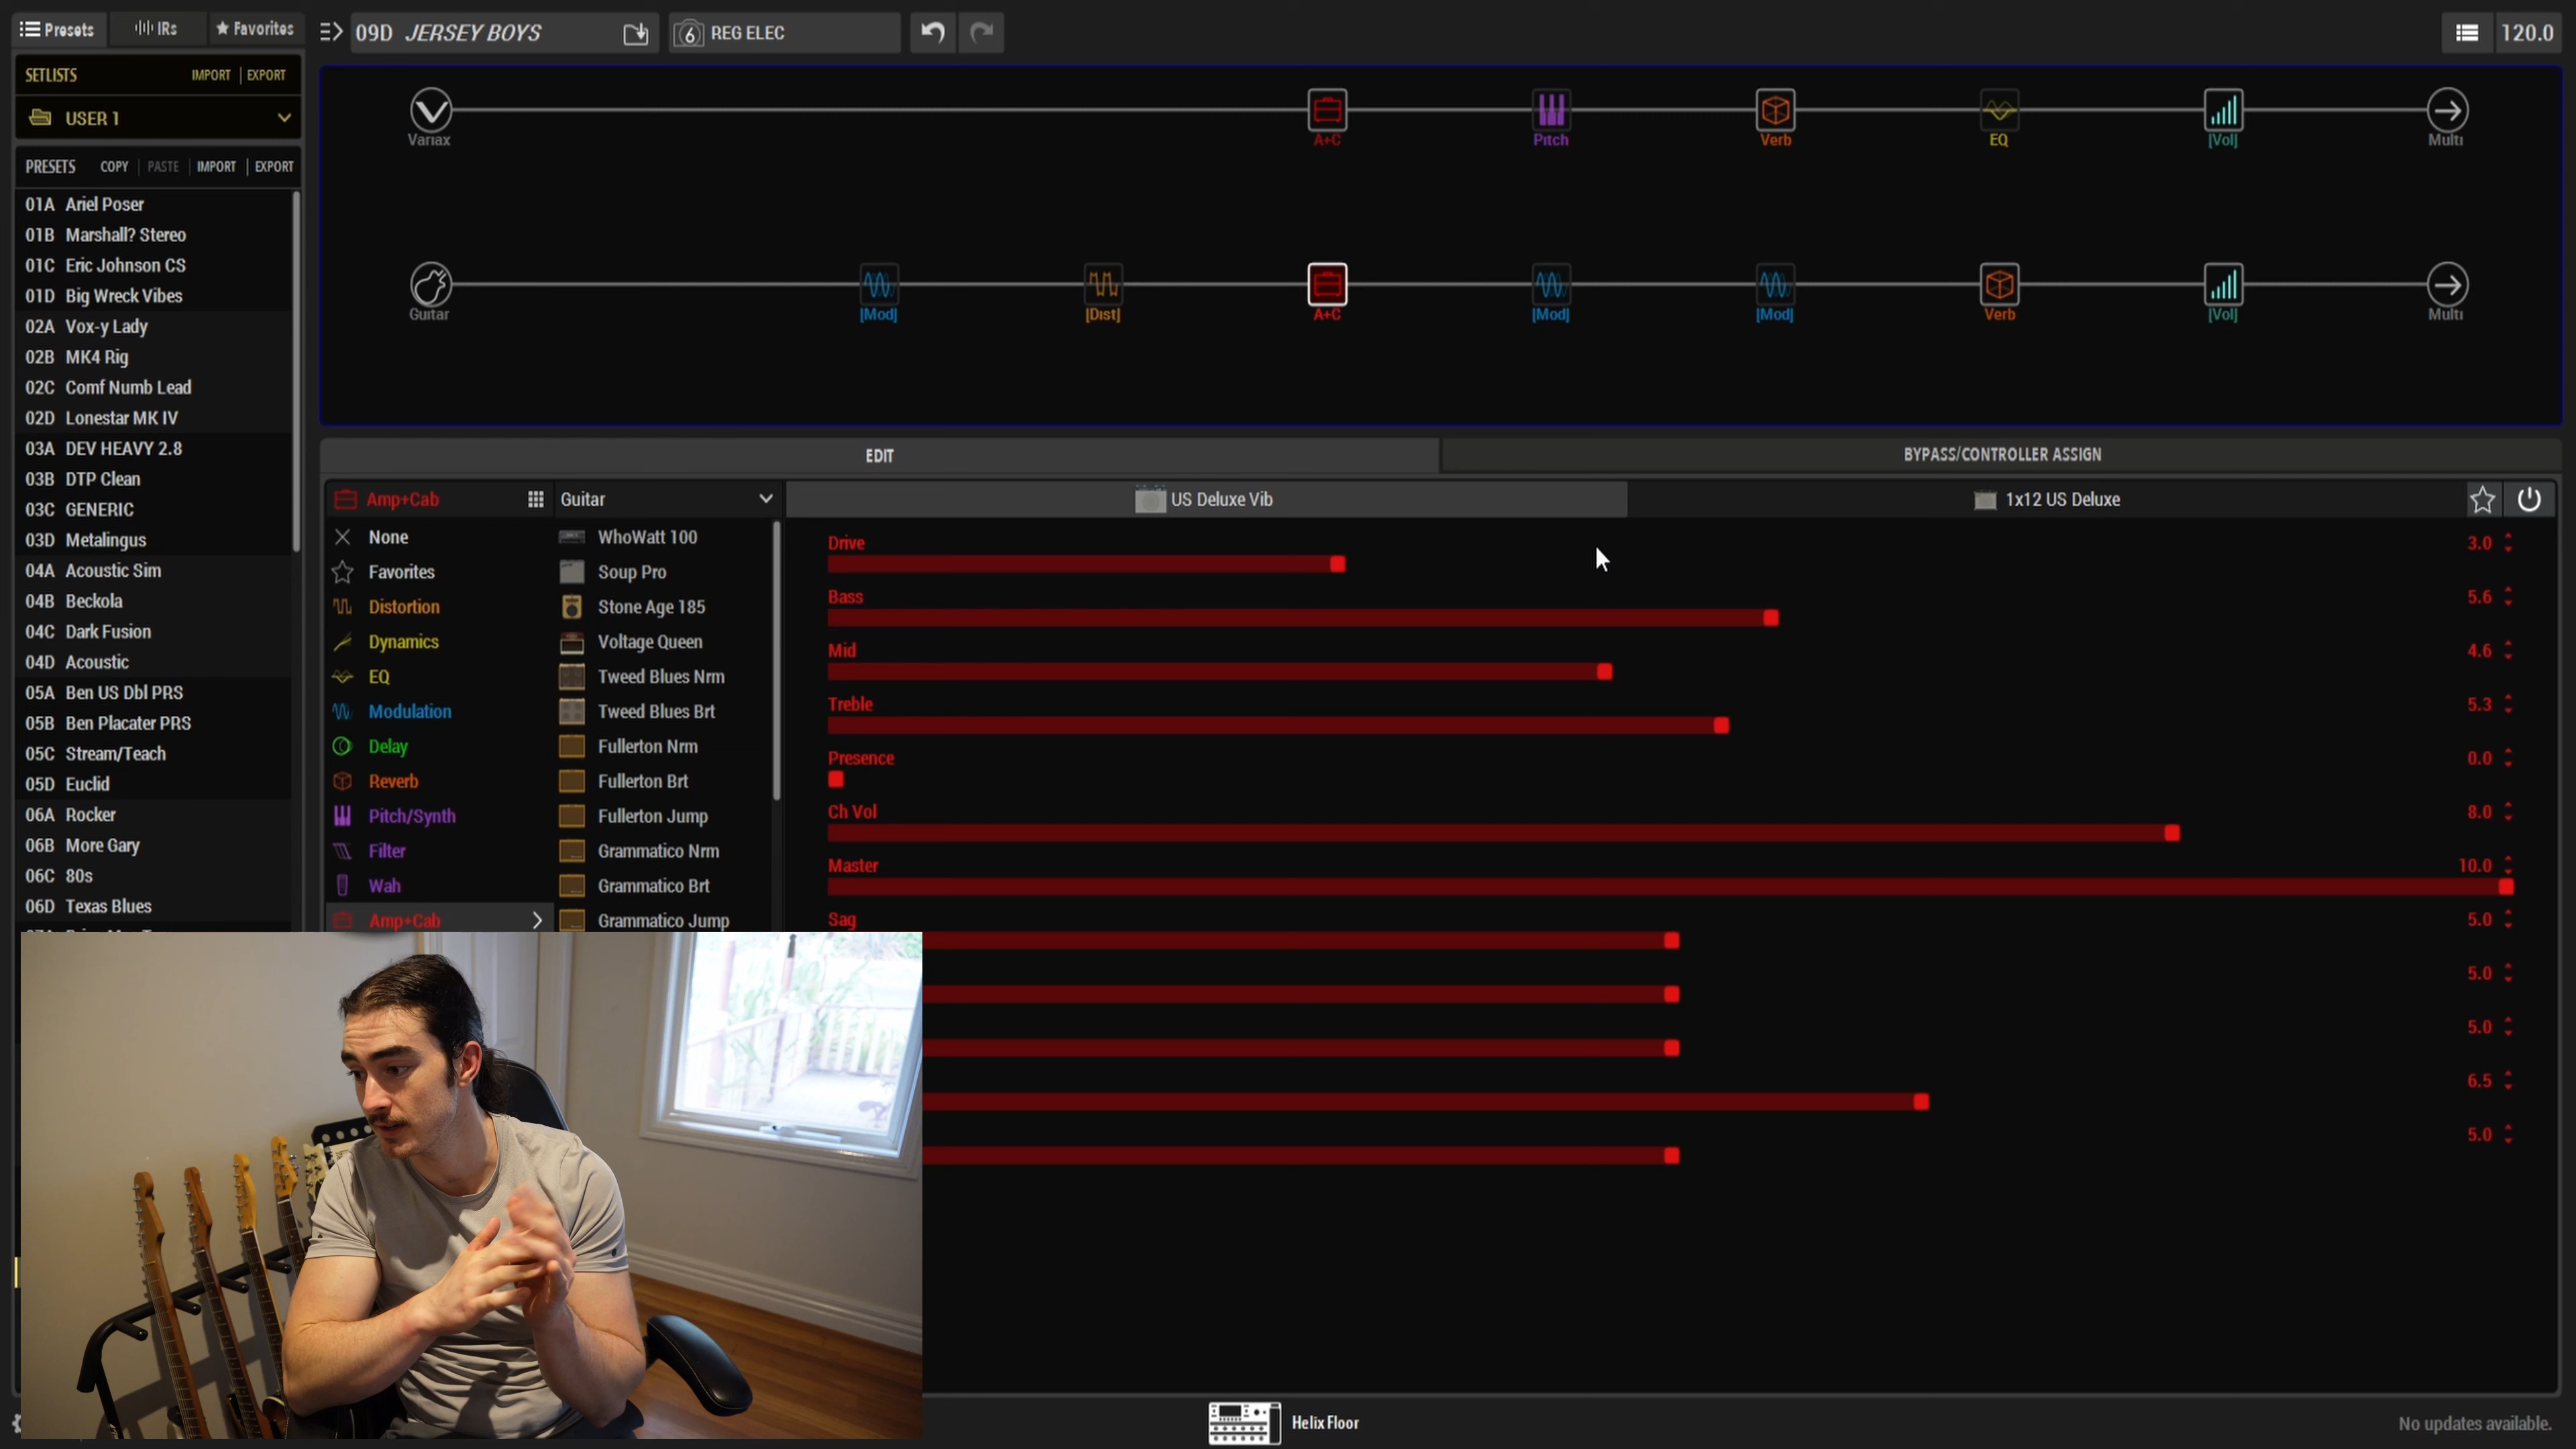 Presets IRs Favorites
09D JERSEY BOYS
6 REG ELEC
120.0
SETLISTS IMPORT | EXPORT
USER 1
PRESETS COPY | PASTE | IMPORT | EXPORT
01A Ariel Poser
01B Marshall? Stereo
01C Eric Johnson CS
01D Big Wreck Vibes
02A Vox-y Lady
02B MK4 Rig
02C Comf Numb Lead
02D Lonestar MK IV
03A DEV HEAVY 2.8
03B DTP Clean
03C GENERIC
03D Metalingus
04A Acoustic Sim
04B Beckola
04C Dark Fusion
04D Acoustic
05A Ben US Dbl PRS
05B Ben Placater PRS
05C Stream/Teach
05D Euclid
06A Rocker
06B More Gary
06C 80s
06D Texas Blues
Variax A+C Pitch Verb EQ [Vol] Multi
Guitar [Mod] [Dist] A+C [Mod] [Mod] Verb [Vol] Multi
EDIT
BYPASS/CONTROLLER ASSIGN
Amp+Cab
Guitar
US Deluxe Vib
1x12 US Deluxe
None
Favorites
Distortion
Dynamics
EQ
Modulation
Delay
Reverb
Pitch/Synth
Filter
Wah
Amp+Cab
WhoWatt 100
Soup Pro
Stone Age 185
Voltage Queen
Tweed Blues Nrm
Tweed Blues Brt
Fullerton Nrm
Fullerton Brt
Fullerton Jump
Grammatico Nrm
Grammatico Brt
Grammatico Jump
Drive 3.0
Bass 5.6
Mid 4.6
Treble 5.3
Presence 0.0
Ch Vol 8.0
Master 10.0
Sag 5.0
5.0
5.0
6.5
5.0
Helix Floor
No updates available.